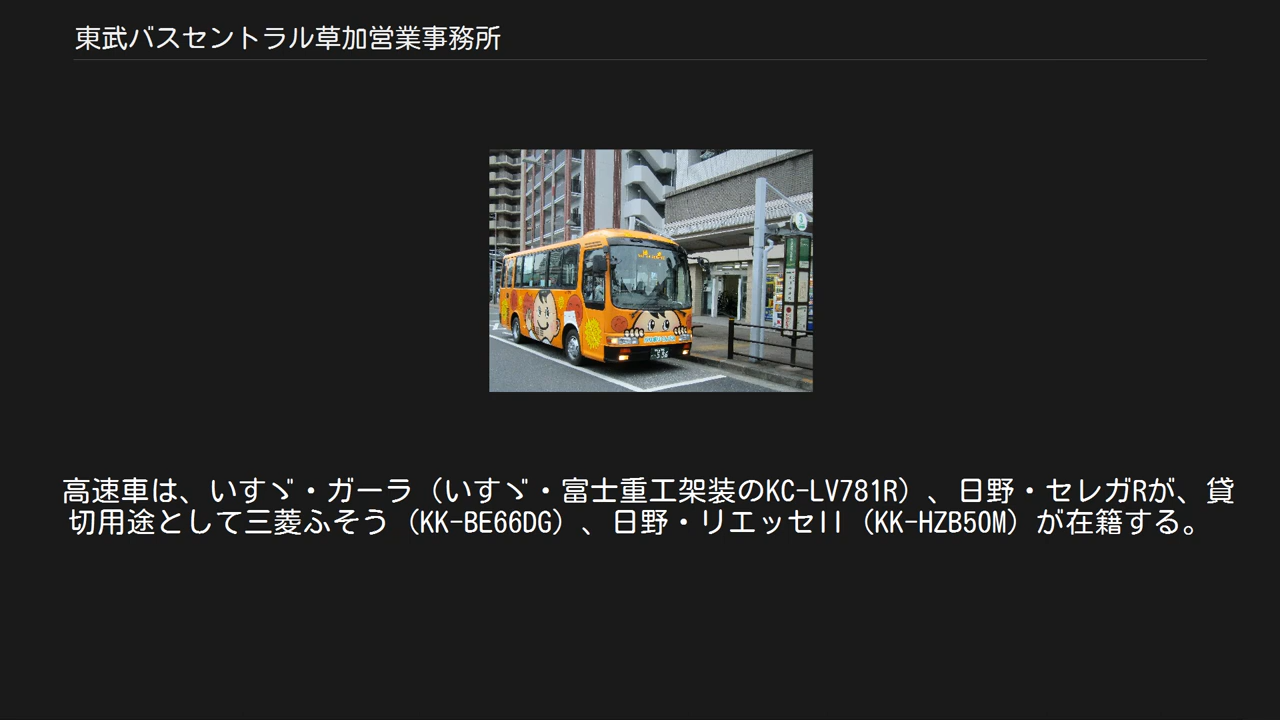 東武バスセントラル草加営業事務所
高速車は、いすゞ・ガーラ（いすゞ・富士重工架装のKC-LV781R）、日野・セレガRが、貸
切用途として三菱ふそう（KK-BE66DG）、日野・リエッセII（KK-HZB50M）が在籍する。